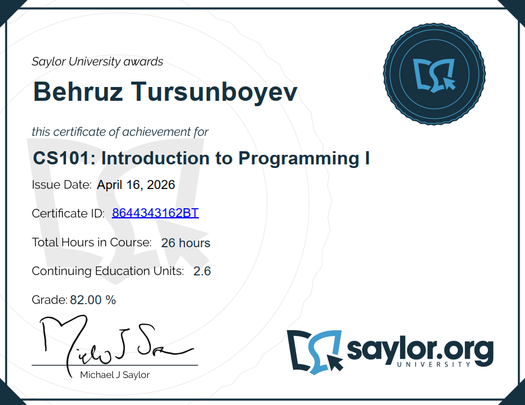 Saylor University awards
Behruz Tursunboyev
this certificate of achievement for
CS101: Introduction to Programming I
Issue Date: April 16, 2026
Certificate ID: 8644343162BT
Total Hours in Course: 26 hours
Continuing Education Units: 2.6
Grade: 82.00 %
Michael J Saylor
saylor.org
UNIVERSITY